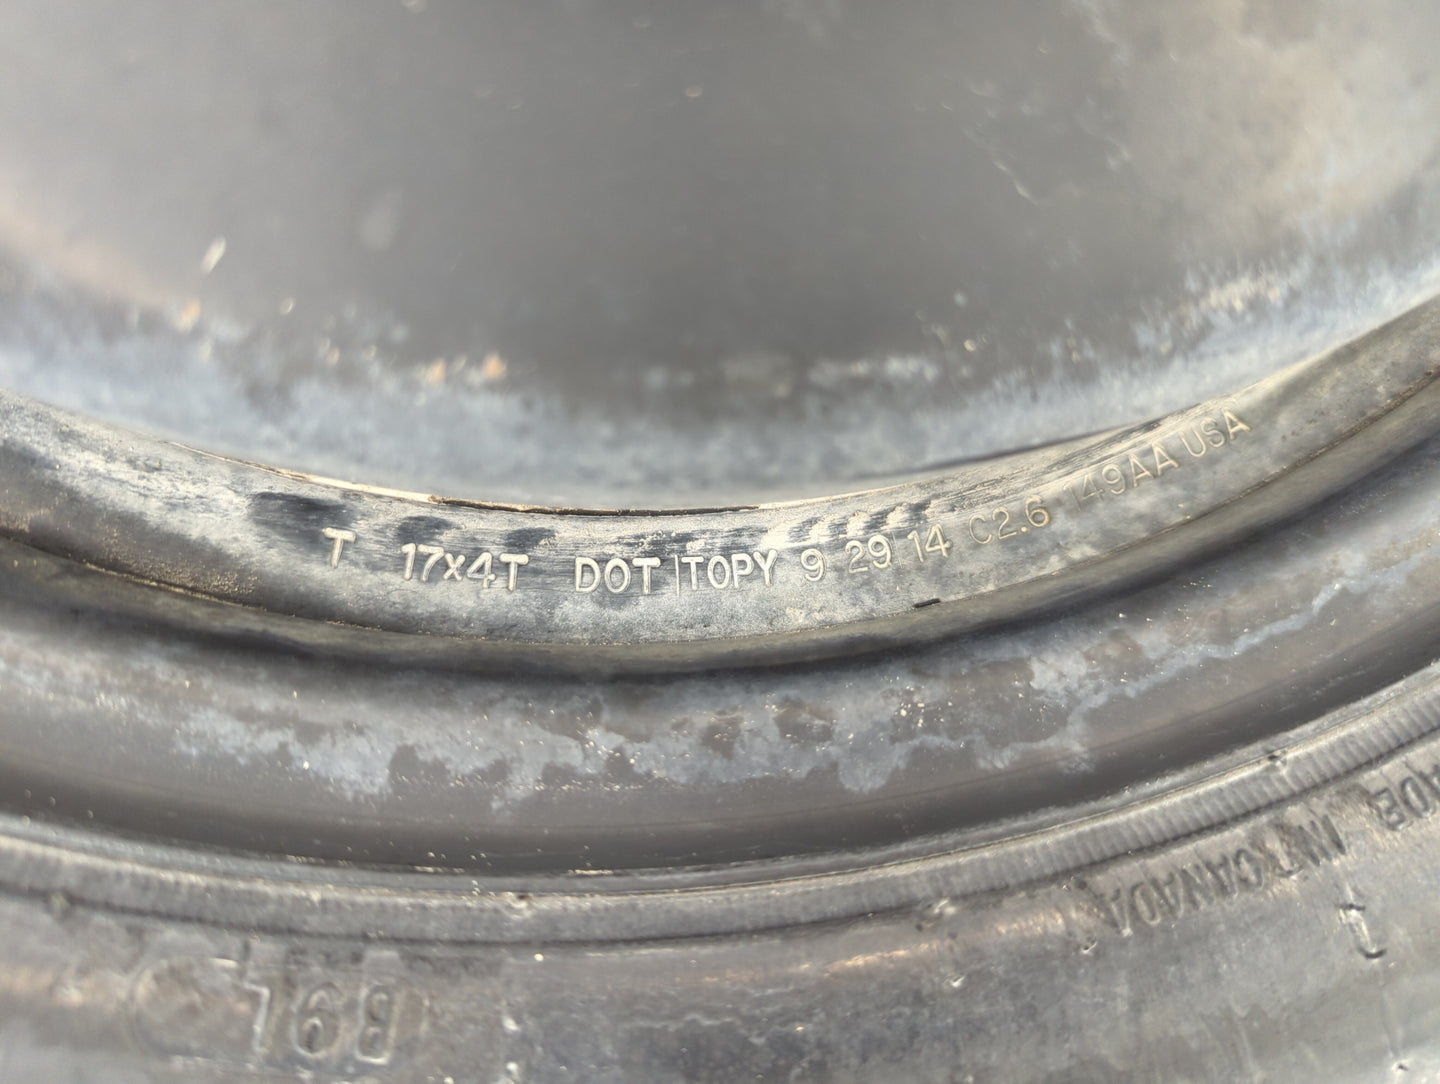 T 17x4T DOT|TOPY 9 29 14 C2.6 149AA USA
MADE IN CANADA